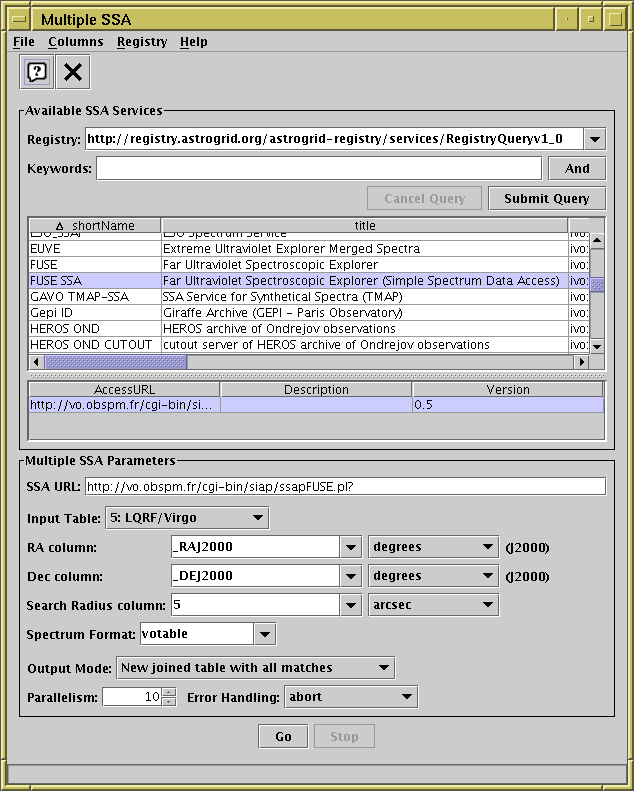 Multiple SSA
File Columns Registry Help
Available SSA Services
Registry: http://registry.astrogrid.org/astrogrid-registry/services/RegistryQueryv1_0
Keywords: And
Cancel Query Submit Query
shortName title
Spectrum Service
EUVE Extreme Ultraviolet Explorer Merged Spectra ivo:
FUSE Far Ultraviolet Spectroscopic Explorer ivo:
FUSE SSA Far Ultraviolet Spectroscopic Explorer (Simple Spectrum Data Access) ivo:
GAVO TMAP-SSA SSA Service for Synthetical Spectra (TMAP) ivo:
Gepi ID Giraffe Archive (GEPI - Paris Observatory) ivo:
HEROS OND HEROS archive of Ondrejov observations ivo:
HEROS OND CUTOUT cutout server of HEROS archive of Ondrejov observations ivo:
AccessURL Description Version
http://vo.obspm.fr/cgi-bin/si... 0.5
Multiple SSA Parameters
SSA URL: http://vo.obspm.fr/cgi-bin/siap/ssapFUSE.pl?
Input Table: 5: LQRF/Virgo
RA column: _RAJ2000 degrees (J2000)
Dec column: _DEJ2000 degrees (J2000)
Search Radius column: 5 arcsec
Spectrum Format: votable
Output Mode: New joined table with all matches
Parallelism: 10 Error Handling: abort
Go Stop